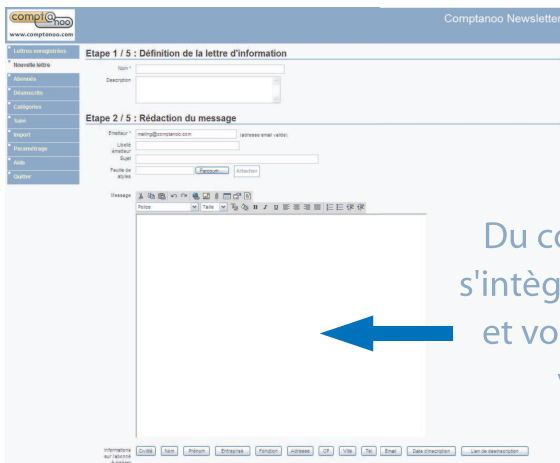 compt@noo
www.comptanoo.com
Comptanoo Newsletter
Lettres enregistrées
Nouvelle lettre
Abonnés
Désinscrits
Catégories
Suivi
Import
Paramétrage
Aide
Quitter
Etape 1 / 5 : Définition de la lettre d'information
Nom *
Description
Etape 2 / 5 : Rédaction du message
Emetteur * mailing@comptanoo.com (adresse email valide)
Libellé
émetteur
Sujet
Feuille de
styles
Parcourir... Attacher
Message
Police Taille
Du co
s'intèg
et vo
Informations
sur l'abonné
à insérer
Civilité Nom Prénom Entreprise Fonction Adresse CP Ville Tel Email Date d'inscription Lien de désinscription